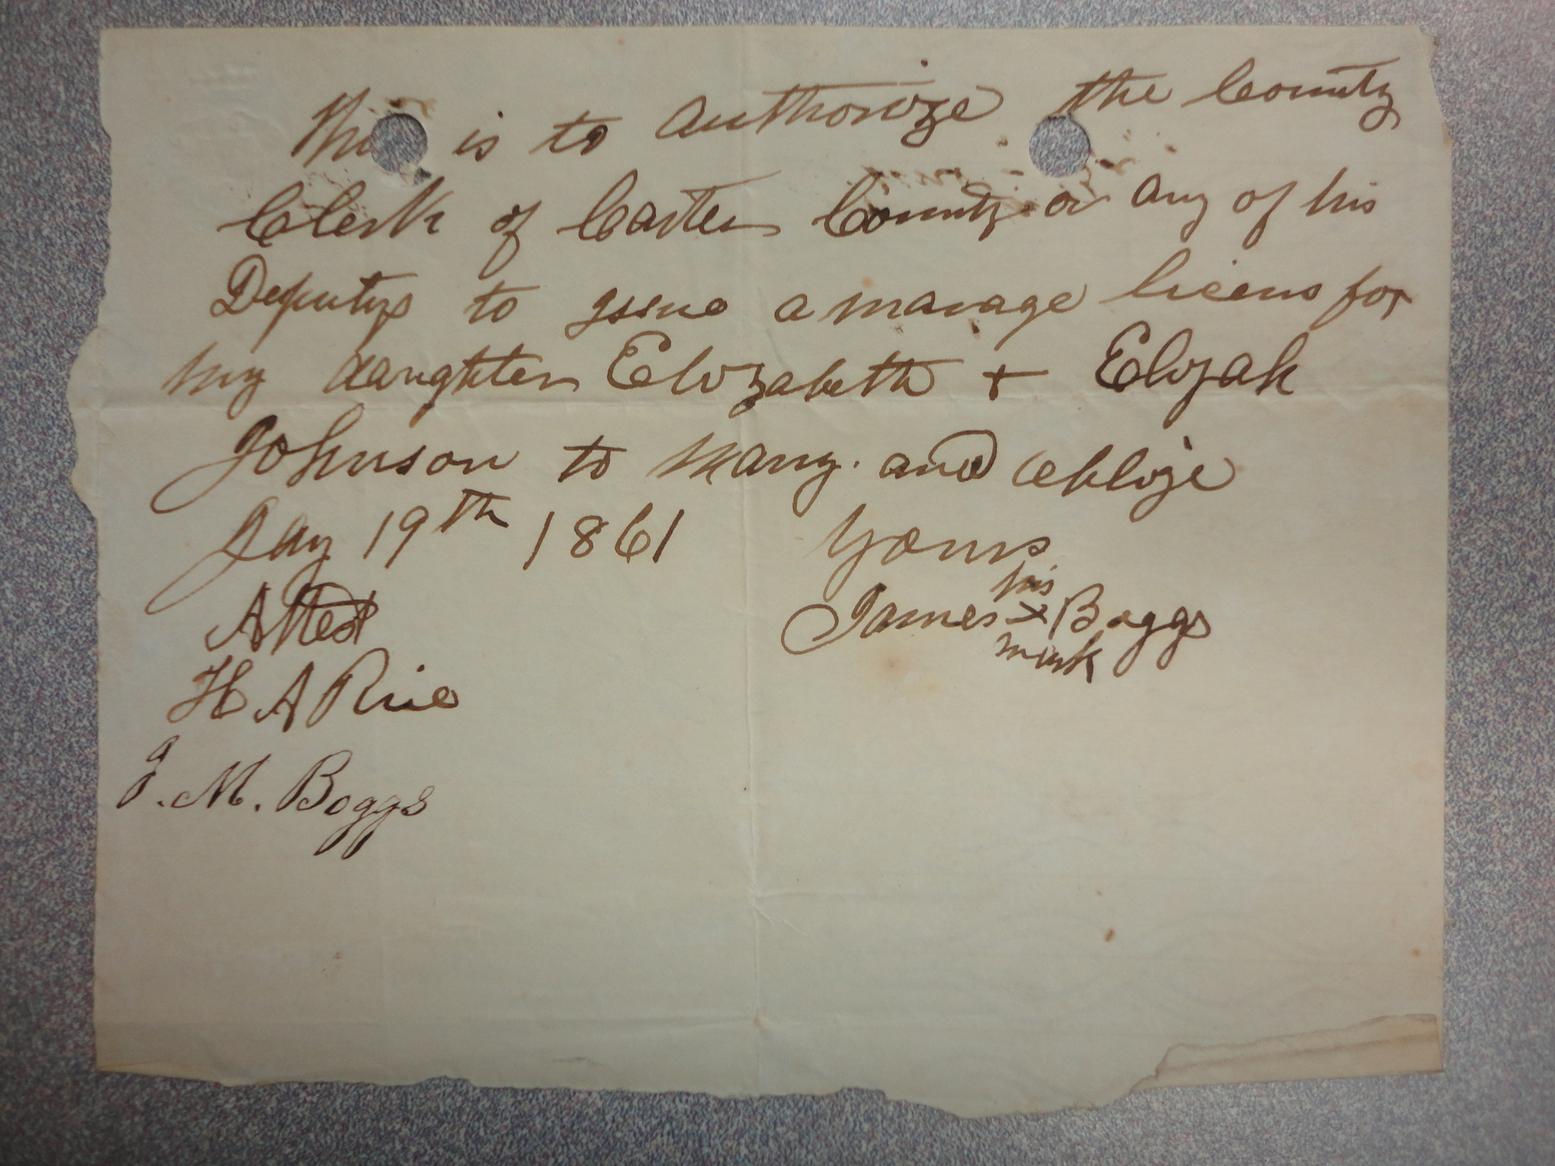 This is to authorize the County
Clerk of Carter County or any of his
Deputys to issue a marage licens for
my daughter Elizabeth + Elijah
Johnson to marry. and oblige
Jay 19th 1861 Yours
Attest James his x mark Boggs
H A Rice
J. M. Boggs